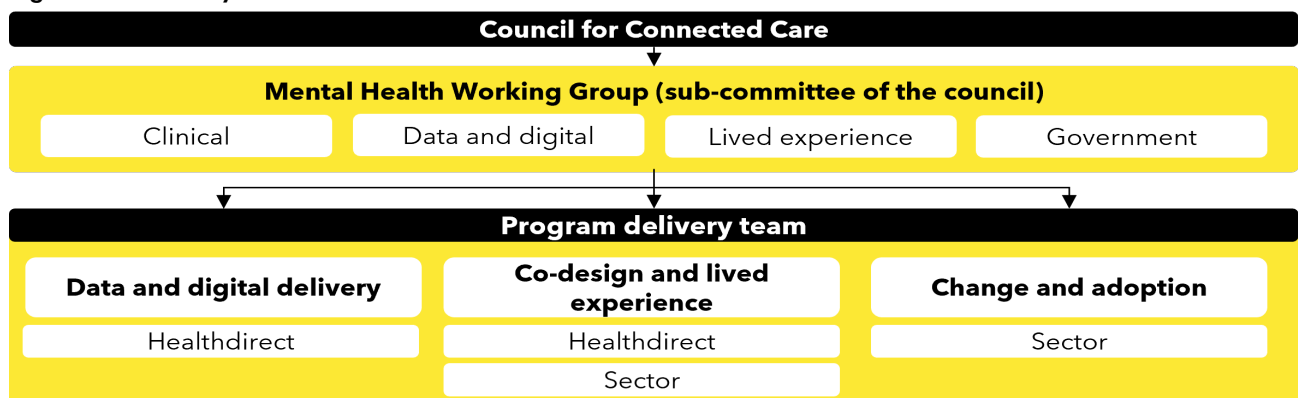 Council for Connected Care
Mental Health Working Group (sub-committee of the council)
Clinical
Data and digital
Lived experience
Government
Program delivery team
Data and digital delivery
Co-design and lived
experience
Change and adoption
Healthdirect
Healthdirect
Sector
Sector